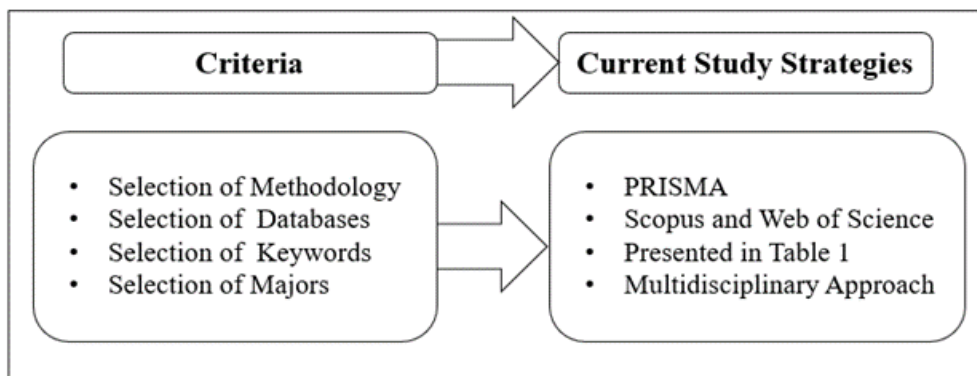 Criteria
Current Study Strategies
• Selection of Methodology
• Selection of Databases
• Selection of Keywords
• Selection of Majors
• PRISMA
• Scopus and Web of Science
• Presented in Table 1
• Multidisciplinary Approach